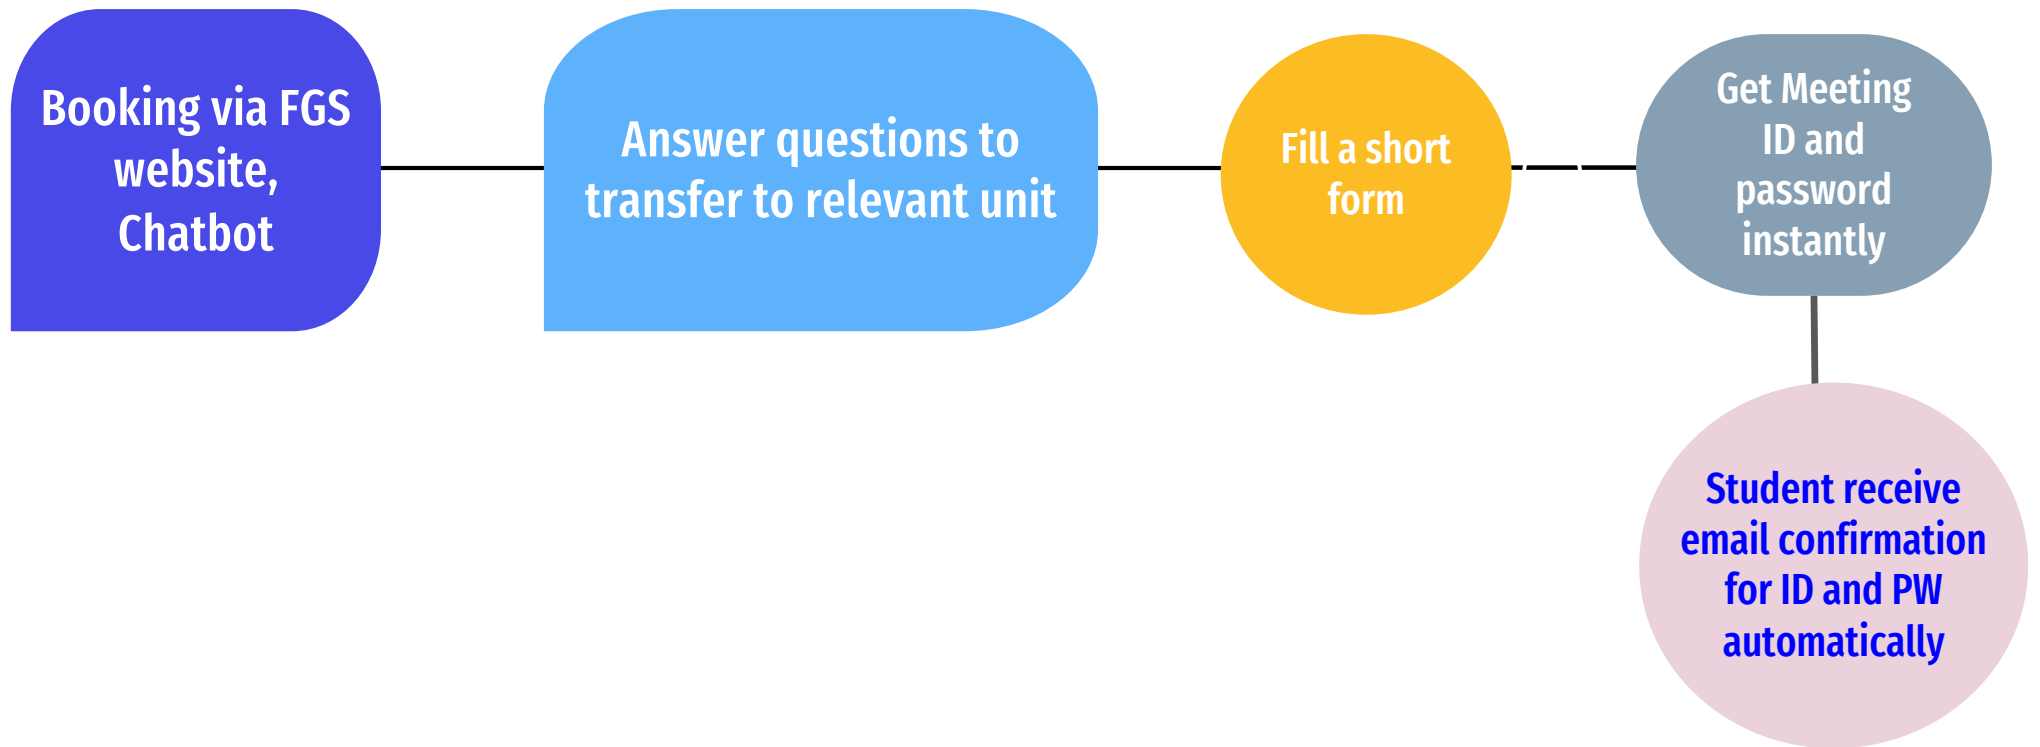 Booking via FGS
website,
Chatbot
Answer questions to
transfer to relevant unit
Fill a short
form
Get Meeting
ID and
password
instantly
Student receive
email confirmation
for ID and PW
automatically